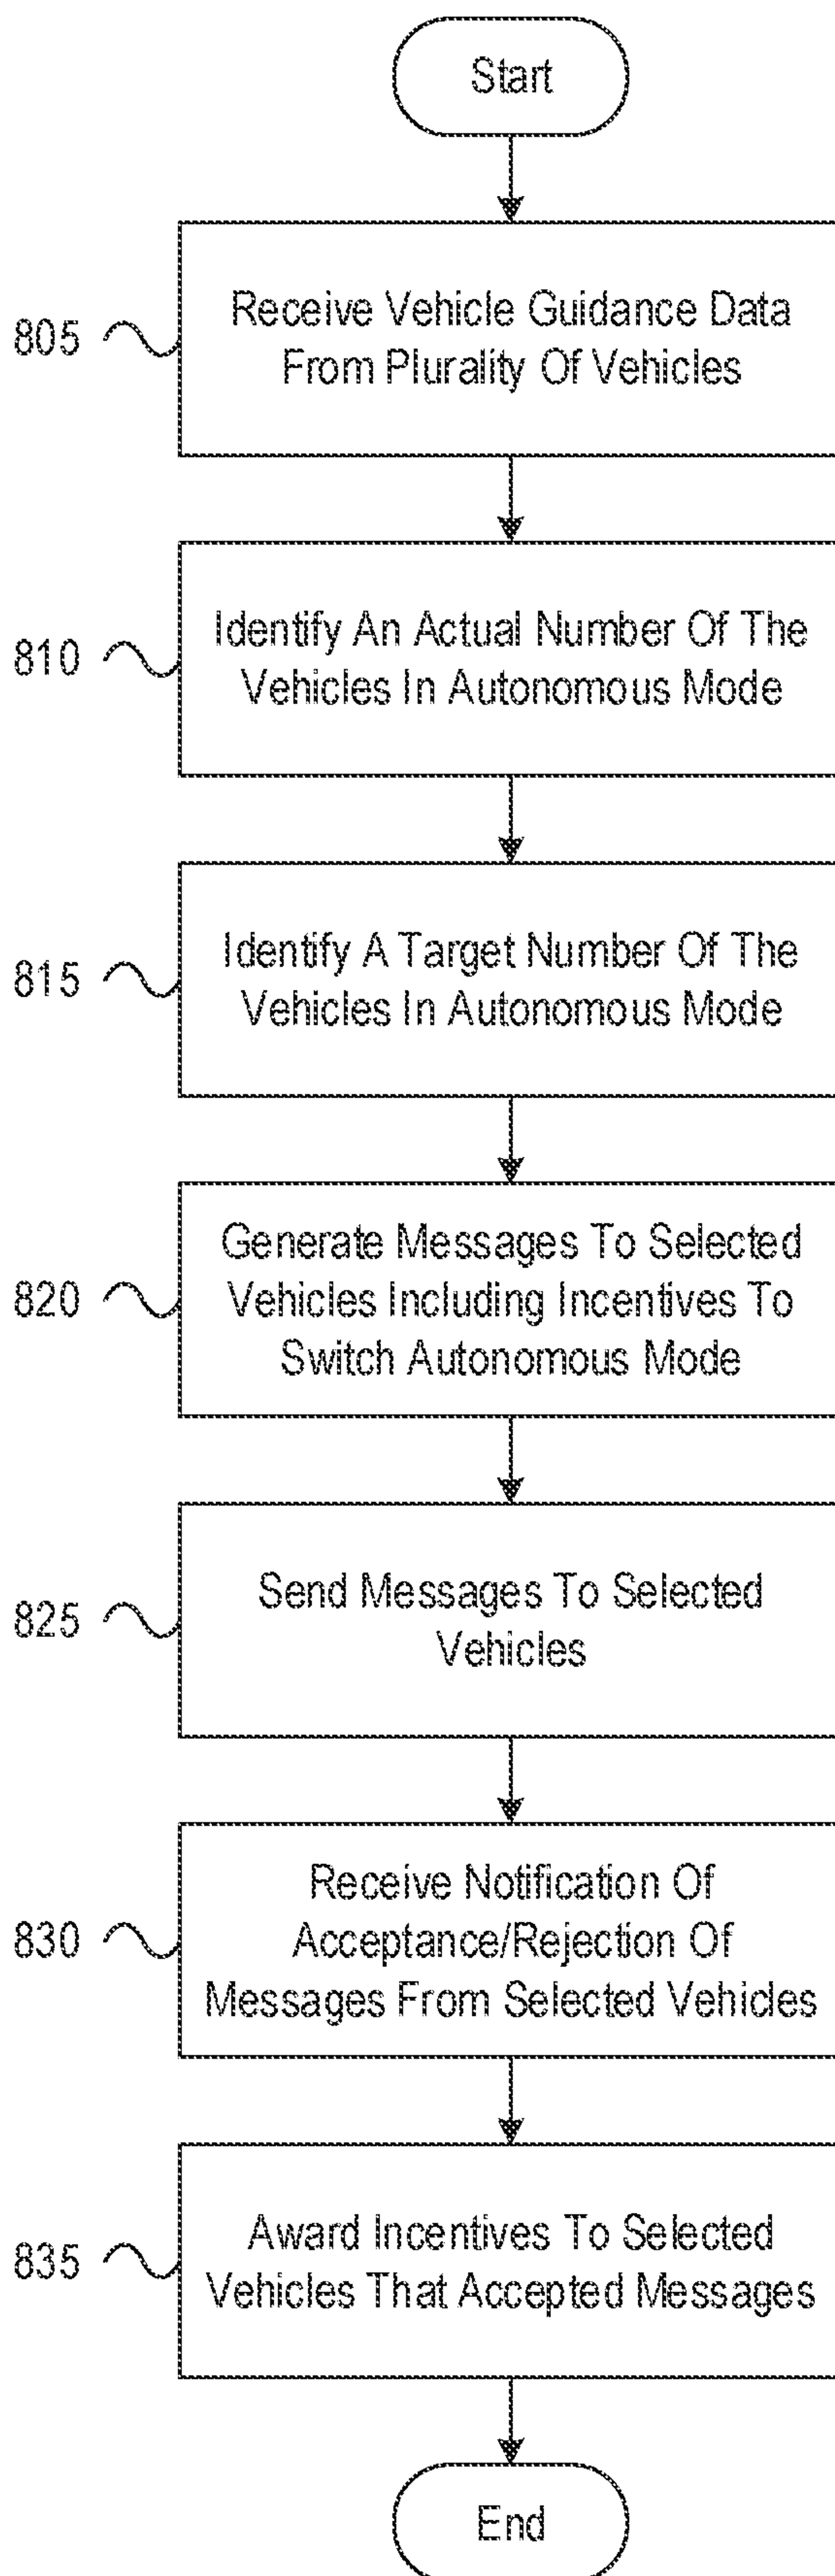 Start
805
Receive Vehicle Guidance Data
From Plurality Of Vehicles
810
Identify An Actual Number Of The
Vehicles In Autonomous Mode
815
Identify A Target Number Of The
Vehicles In Autonomous Mode
820
Generate Messages To Selected
Vehicles Including Incentives To
Switch Autonomous Mode
825
Send Messages To Selected
Vehicles
830
Receive Notification Of
Acceptance/Rejection Of
Messages From Selected Vehicles
835
Award Incentives To Selected
Vehicles That Accepted Messages
End